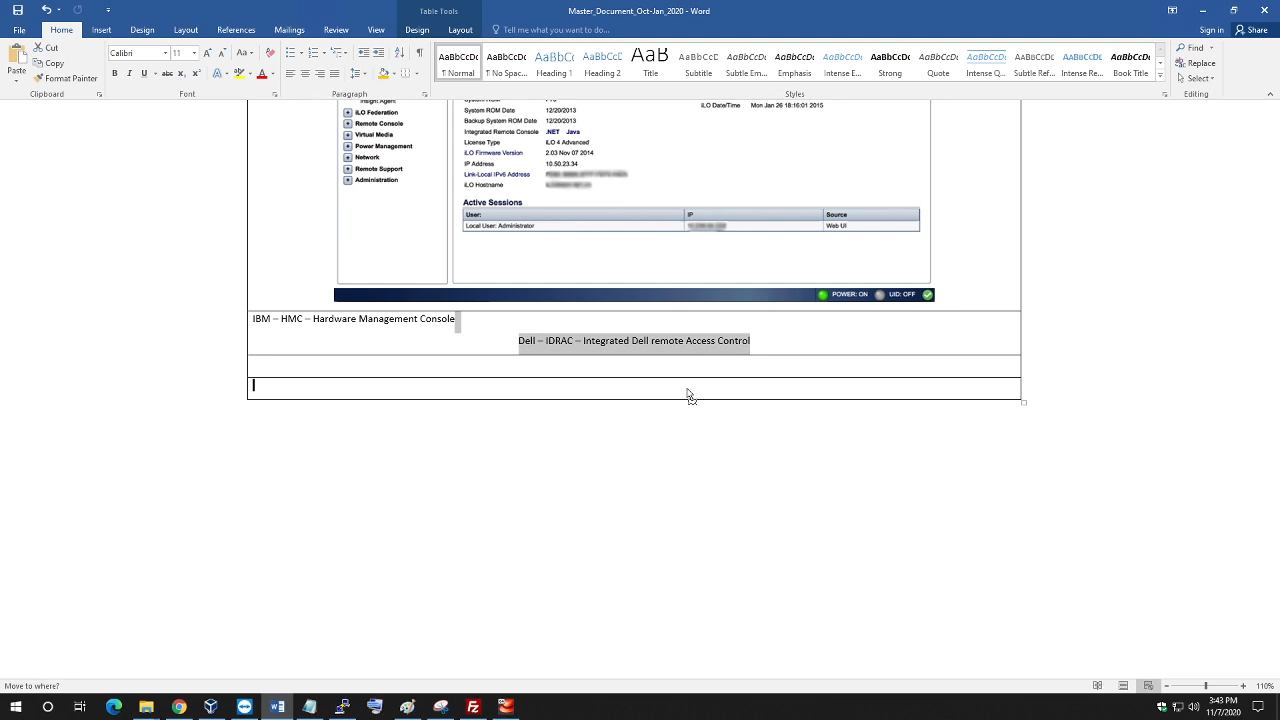 Table Tools
Master_Document_Oct-Jan_2020 - Word
File Home Insert Draw Design Layout References Mailings Review View Design Layout Tell me what you want to do... Sign in Share
Cut
Copy
Format Painter
Paste
Calibri 11
AaBbCcDc AaBbCcDc AaBbCc AaBbCcD AaB AaBbCcD AaBbCcDc AaBbCcDc AaBbCcDc AaBbCcDc AaBbCcDc AaBbCcDc AaBbCcDc AaBbCcDc AaBbCcDc
¶ Normal ¶ No Spac... Heading 1 Heading 2 Title Subtitle Subtle Em... Emphasis Intense E... Strong Quote Intense Q... Subtle Ref... Intense Re... Book Title
Find
Replace
Select
Clipboard Font Paragraph Styles Editing
Insight Agent
iLO Federation
Remote Console
Virtual Media
Power Management
Network
Remote Support
Administration
iLO Date/Time Mon Jan 26 18:16:01 2015
System ROM Date 12/20/2013
Backup System ROM Date 12/20/2013
Integrated Remote Console .NET Java
License Type iLO 4 Advanced
iLO Firmware Version 2.03 Nov 07 2014
IP Address 10.50.23.34
Link-Local IPv6 Address
iLO Hostname
Active Sessions
User: IP Source
Local User: Administrator Web UI
POWER: ON UID: OFF
IBM – HMC – Hardware Management Console
Dell – IDRAC – Integrated Dell remote Access Control
Move to where?
110%
3:43 PM
11/7/2020